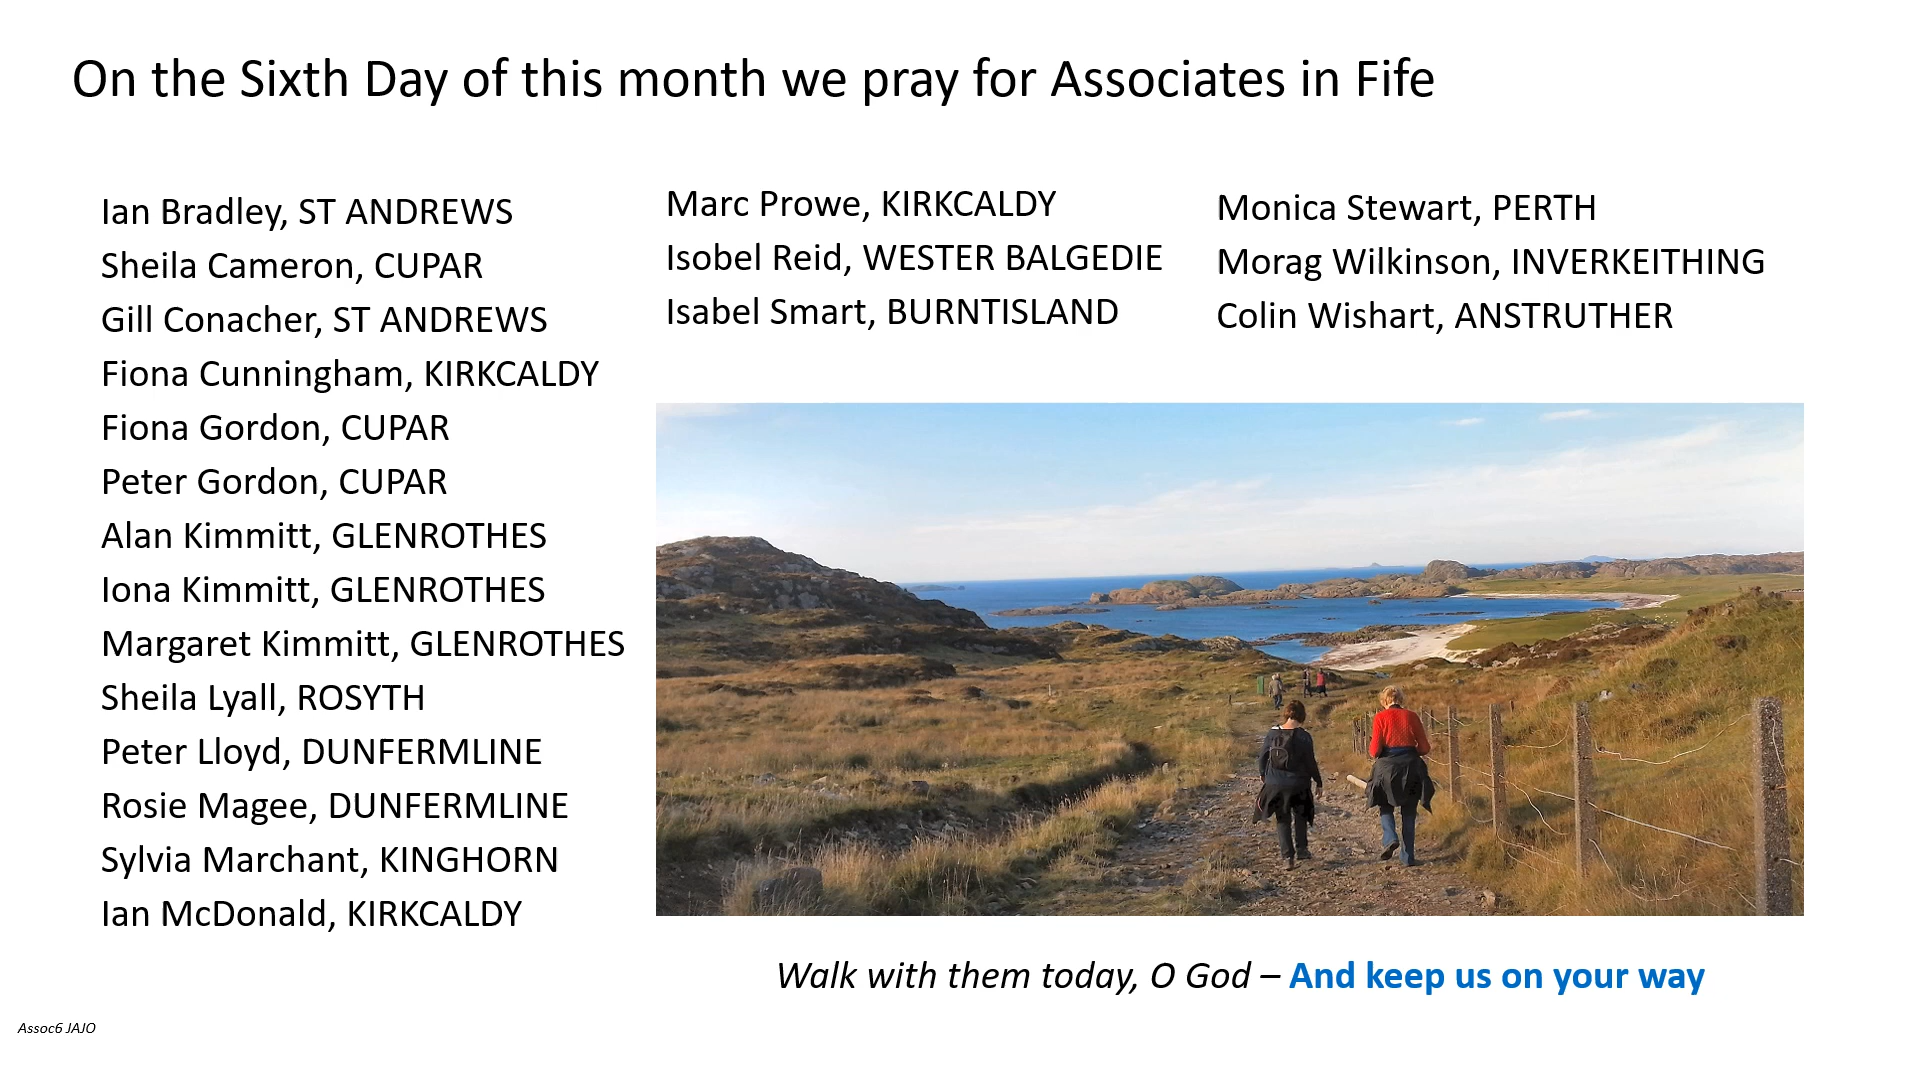 On the Sixth Day of this month we pray for Associates in Fife
Ian Bradley, ST ANDREWS
Sheila Cameron, CUPAR
Gill Conacher, ST ANDREWS
Fiona Cunningham, KIRKCALDY
Fiona Gordon, CUPAR
Peter Gordon, CUPAR
Alan Kimmitt, GLENROTHES
Iona Kimmitt, GLENROTHES
Margaret Kimmitt, GLENROTHES
Sheila Lyall, ROSYTH
Peter Lloyd, DUNFERMLINE
Rosie Magee, DUNFERMLINE
Sylvia Marchant, KINGHORN
Ian McDonald, KIRKCALDY
Marc Prowe, KIRKCALDY
Isobel Reid, WESTER BALGEDIE
Isabel Smart, BURNTISLAND
Monica Stewart, PERTH
Morag Wilkinson, INVERKEITHING
Colin Wishart, ANSTRUTHER
Walk with them today, O God – And keep us on your way
Assoc6 JAJO